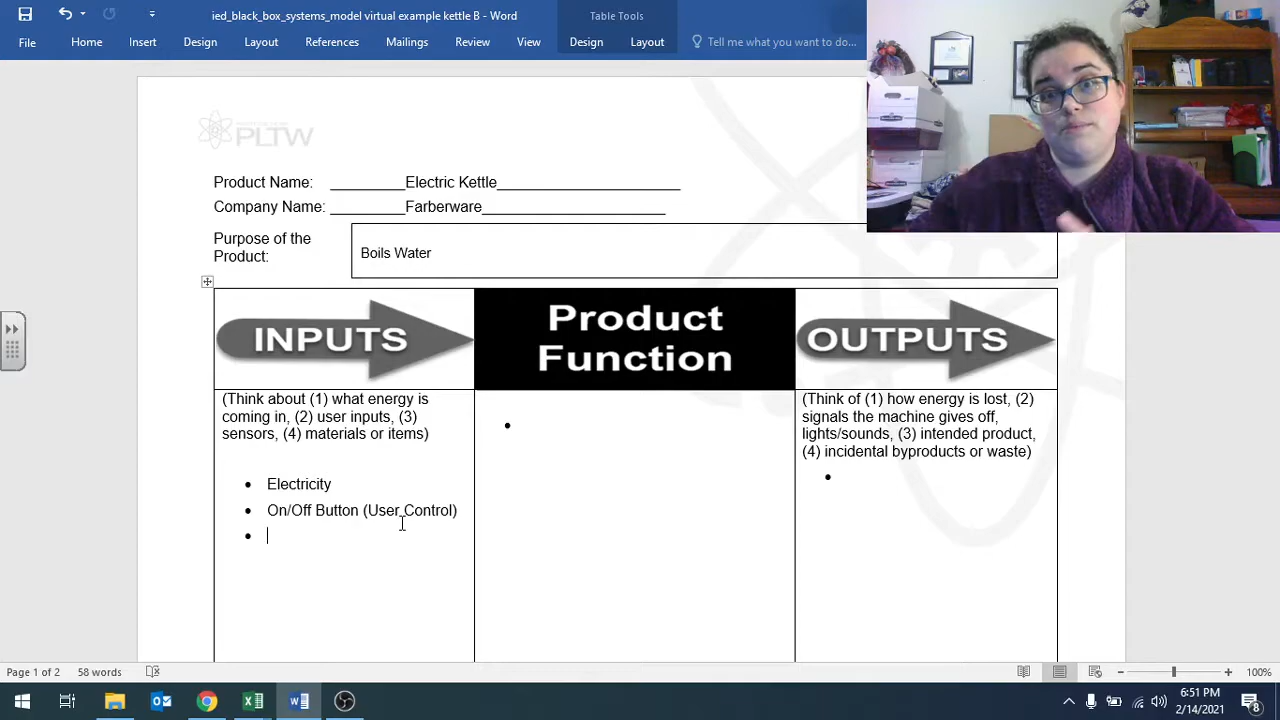 ied_black_box_systems_model virtual example kettle B - Word
Table Tools
File
Home
Insert
Design
Layout
References
Mailings
Review
View
Design
Layout
Tell me what you want to do...
PLTW
Product Name: __________Electric Kettle______________________
Company Name: __________Farberware______________________
Purpose of the
Product:
Boils Water
INPUTS
Product
Function
OUTPUTS
(Think about (1) what energy is
coming in, (2) user inputs, (3)
sensors, (4) materials or items)
• Electricity
• On/Off Button (User Control)
•
•
(Think of (1) how energy is lost, (2)
signals the machine gives off,
lights/sounds, (3) intended product,
(4) incidental byproducts or waste)
•
Page 1 of 2
58 words
100%
6:51 PM
2/14/2021
8